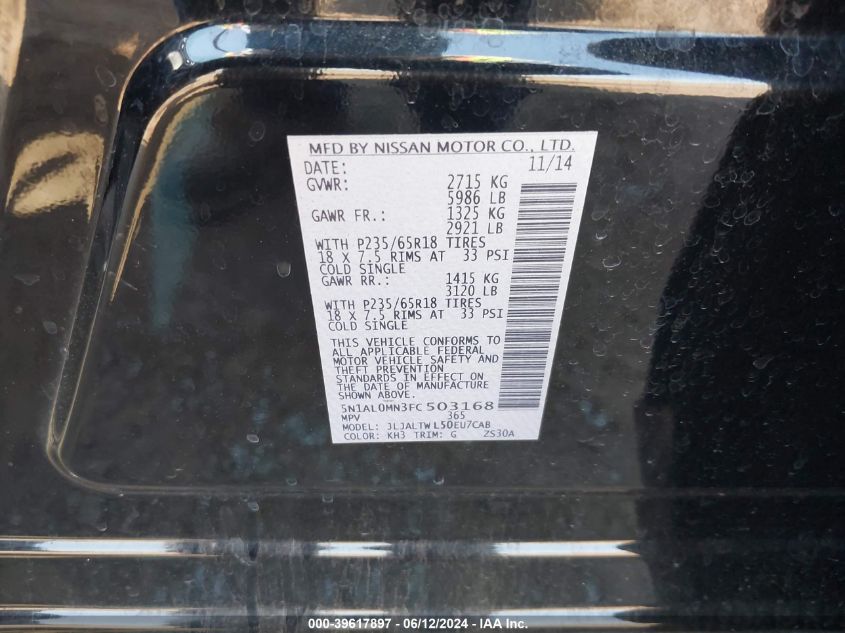 MFD BY NISSAN MOTOR CO., LTD.
DATE: 11/14
GVWR: 2715 KG
5986 LB
GAWR FR.: 1325 KG
2921 LB
WITH P235/65R18 TIRES
18 X 7.5 RIMS AT 33 PSI
COLD SINGLE
GAWR RR.: 1415 KG
3120 LB
WITH P235/65R18 TIRES
18 X 7.5 RIMS AT 33 PSI
COLD SINGLE
THIS VEHICLE CONFORMS TO
ALL APPLICABLE FEDERAL
MOTOR VEHICLE SAFETY AND
THEFT PREVENTION
STANDARDS IN EFFECT ON
THE DATE OF MANUFACTURE
SHOWN ABOVE.
5N1AL0MN3FC503168
MPV 365
MODEL: JLJALTWL50EU7CAB
COLOR: KH3 TRIM: G ZS30A
000-39617897 - 06/12/2024 - IAA Inc.